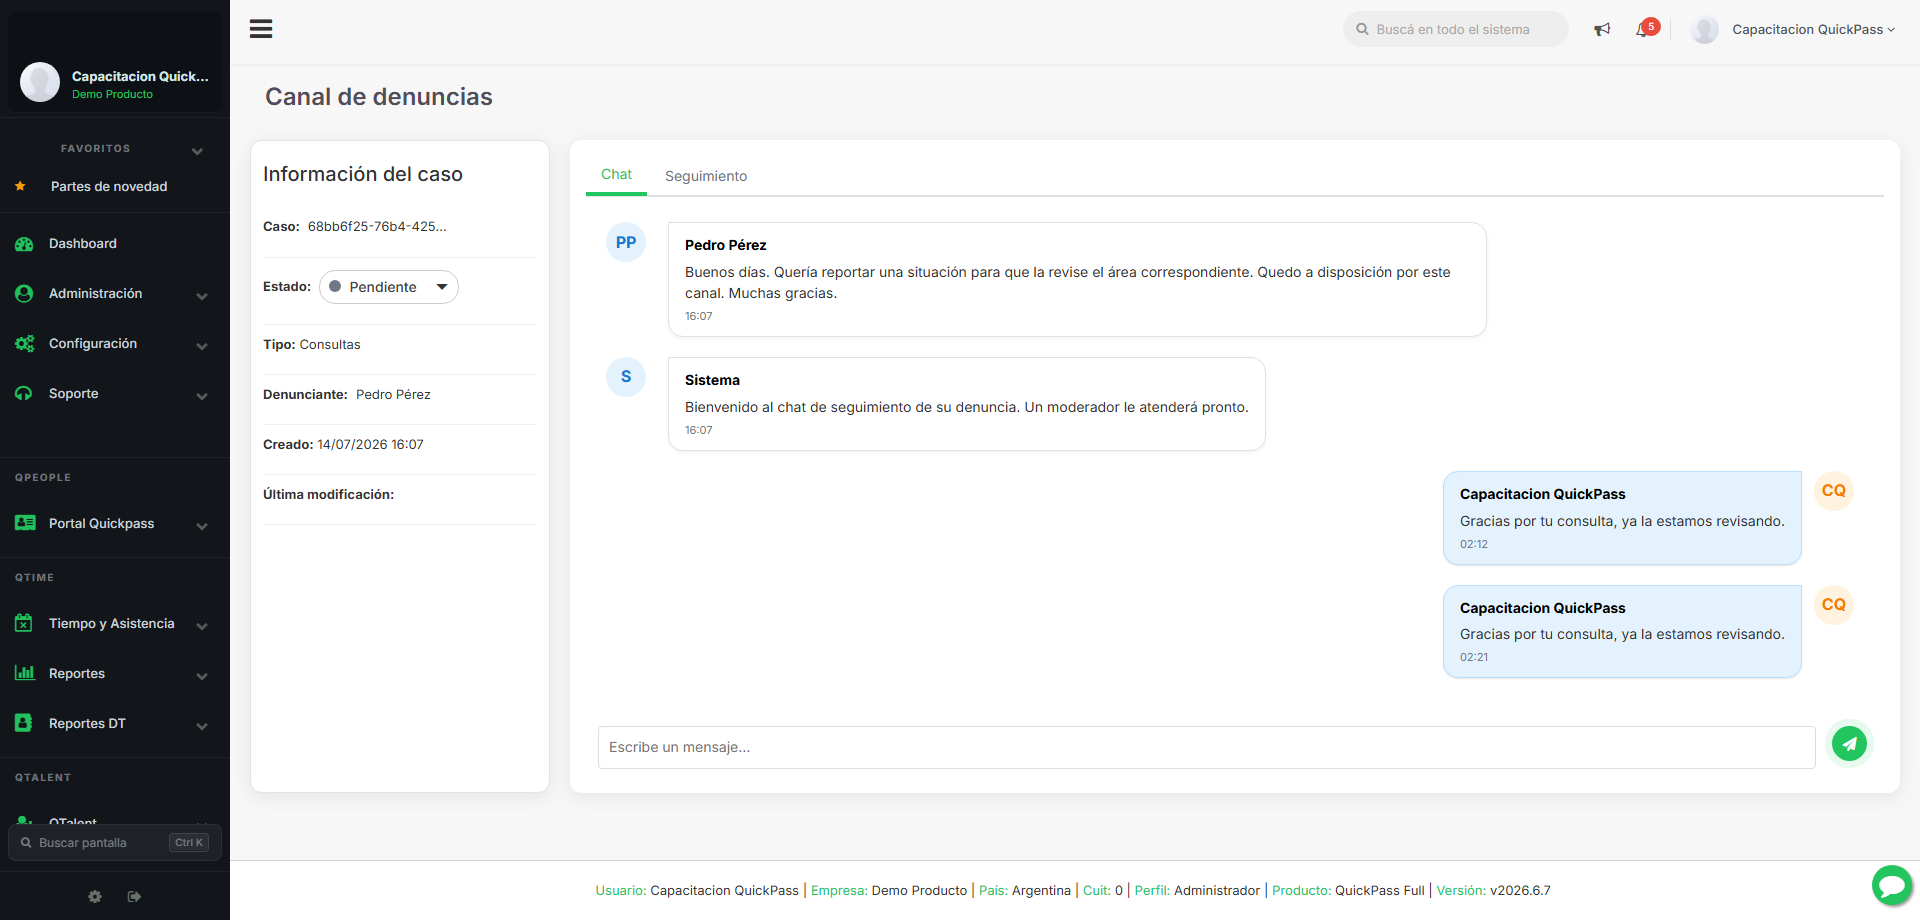 Capacitacion Quick...
Demo Producto
FAVORITOS
Partes de novedad
Dashboard
Administración
Configuración
Soporte
QPEOPLE
Portal Quickpass
QTIME
Tiempo y Asistencia
Reportes
Reportes DT
QTALENT
QTalent
Buscar pantalla
Ctrl K
Buscá en todo el sistema
5
Capacitacion QuickPass
Canal de denuncias
Información del caso
Caso: 68bb6f25-76b4-425...
Estado: Pendiente
Tipo: Consultas
Denunciante: Pedro Pérez
Creado: 14/07/2026 16:07
Última modificación:
Chat
Seguimiento
PP
Pedro Pérez
Buenos días. Quería reportar una situación para que la revise el área correspondiente. Quedo a disposición por este
canal. Muchas gracias.
16:07
S
Sistema
Bienvenido al chat de seguimiento de su denuncia. Un moderador le atenderá pronto.
16:07
Capacitacion QuickPass
CQ
Gracias por tu consulta, ya la estamos revisando.
02:12
Capacitacion QuickPass
CQ
Gracias por tu consulta, ya la estamos revisando.
02:21
Escribe un mensaje...
Usuario: Capacitacion QuickPass | Empresa: Demo Producto | País: Argentina | Cuit: 0 | Perfil: Administrador | Producto: QuickPass Full | Versión: v2026.6.7